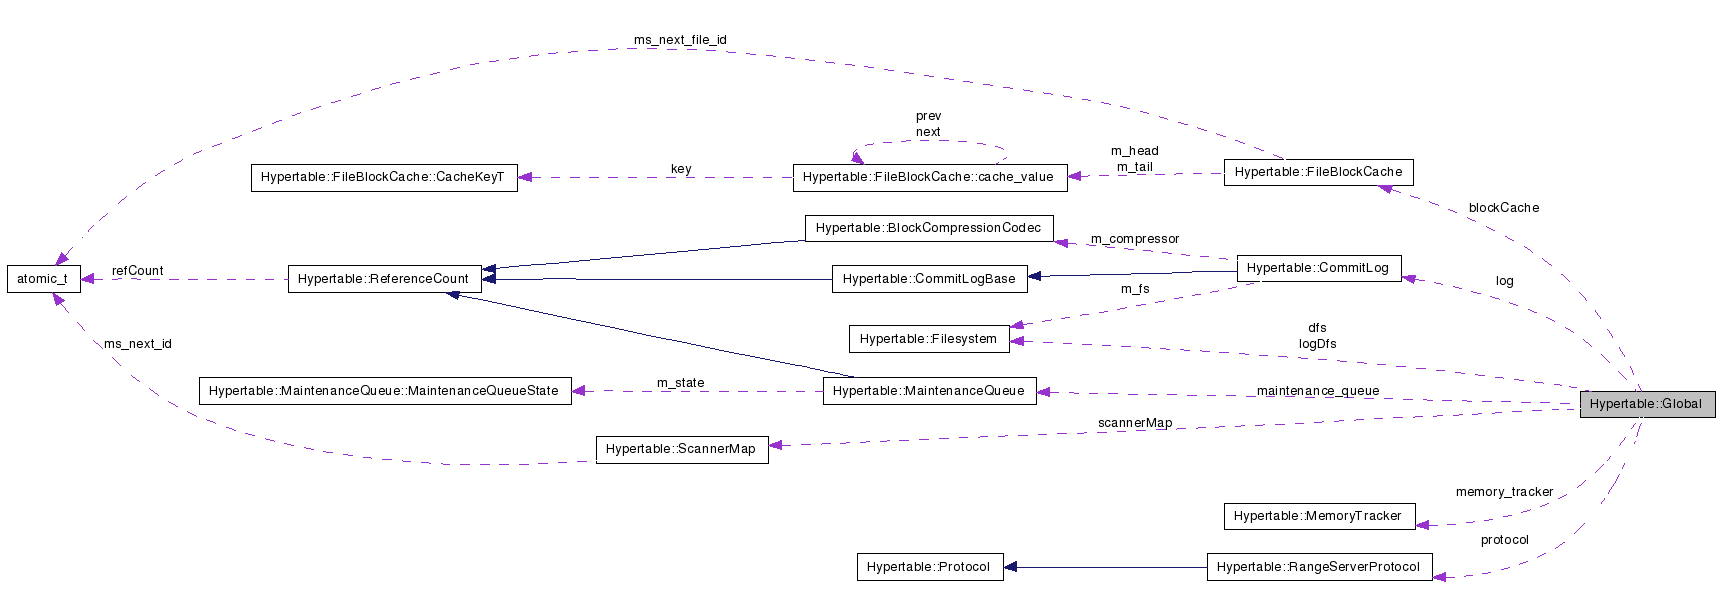 ms_next_file_id
prev
next
m_head
m_tail
key
Hypertable::FileBlockCache::CacheKeyT
Hypertable::FileBlockCache::cache_value
Hypertable::FileBlockCache
blockCache
Hypertable::BlockCompressionCodec
m_compressor
refCount
atomic_t
Hypertable::ReferenceCount
Hypertable::CommitLogBase
Hypertable::CommitLog
log
m_fs
dfs
logDfs
Hypertable::Filesystem
ms_next_id
m_state
Hypertable::MaintenanceQueue::MaintenanceQueueState
Hypertable::MaintenanceQueue
maintenance_queue
Hypertable::Global
scannerMap
Hypertable::ScannerMap
memory_tracker
Hypertable::MemoryTracker
protocol
Hypertable::Protocol
Hypertable::RangeServerProtocol